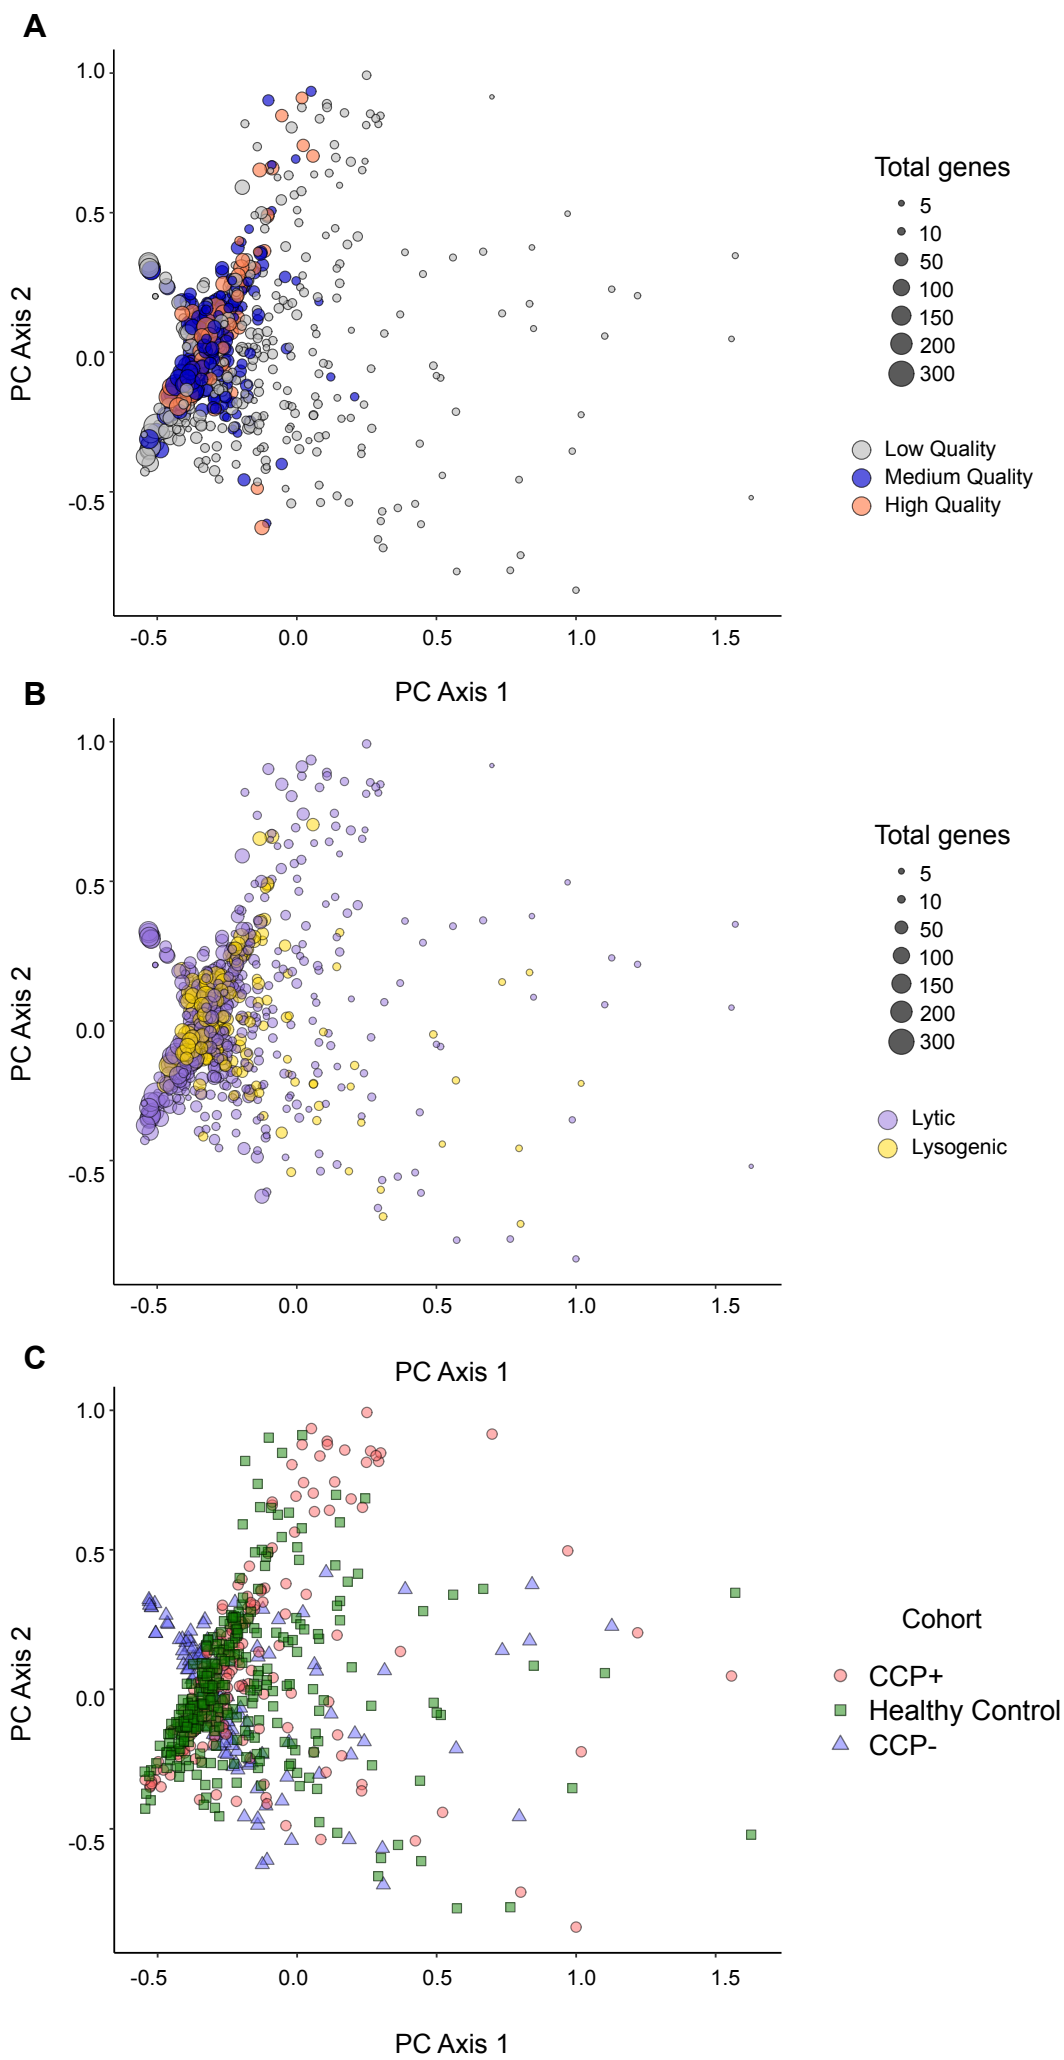 A
1.0
0.5
0.0
-0.5
PC Axis 2
-0.5
0.0
0.5
1.0
1.5
PC Axis 1
Total genes
5
10
50
100
150
200
300
Low Quality
Medium Quality
High Quality
B
1.0
0.5
0.0
-0.5
PC Axis 2
-0.5
0.0
0.5
1.0
1.5
PC Axis 1
Total genes
5
10
50
100
150
200
300
Lytic
Lysogenic
C
1.0
0.5
0.0
-0.5
PC Axis 2
-0.5
0.0
0.5
1.0
1.5
PC Axis 1
Cohort
CCP+
Healthy Control
CCP-